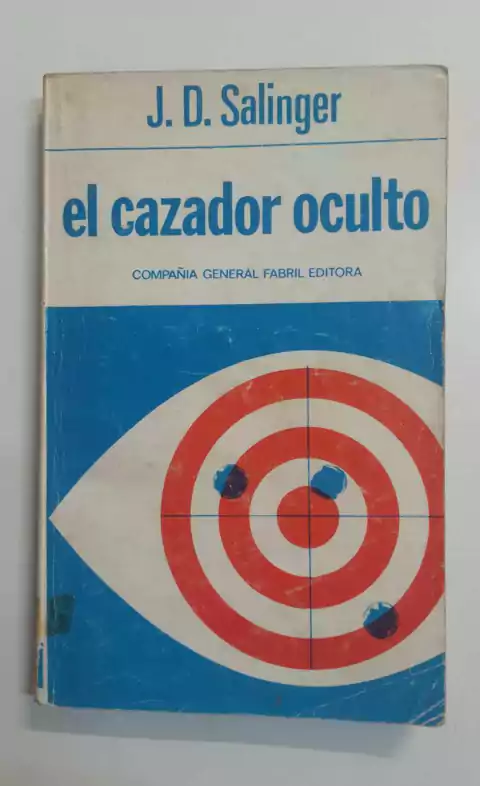 J. D. Salinger
el cazador oculto
COMPAÑIA GENERAL FABRIL EDITORA